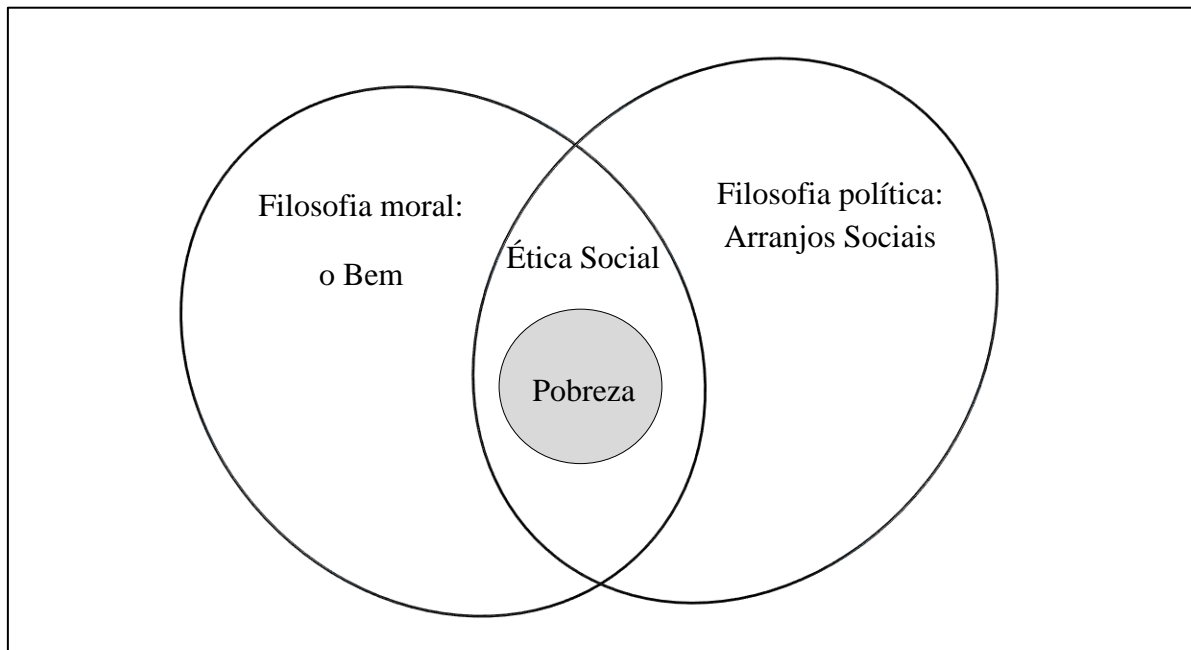 Filosofia moral:
o Bem
Ética Social
Pobreza
Filosofia política:
Arranjos Sociais